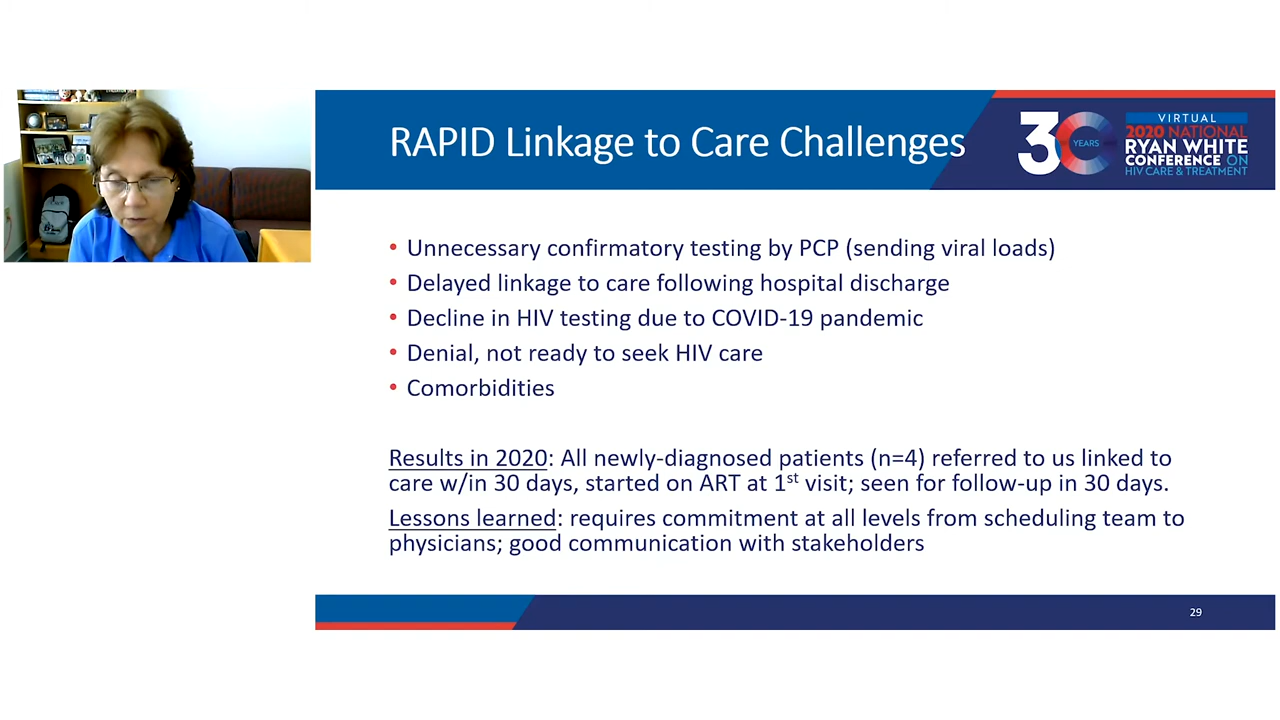 RAPID Linkage to Care Challenges
30
YEARS
VIRTUAL
2020 NATIONAL
RYAN WHITE
CONFERENCE ON
HIV CARE & TREATMENT
• Unnecessary confirmatory testing by PCP (sending viral loads)
• Delayed linkage to care following hospital discharge
• Decline in HIV testing due to COVID-19 pandemic
• Denial, not ready to seek HIV care
• Comorbidities
Results in 2020: All newly-diagnosed patients (n=4) referred to us linked to
care w/in 30 days, started on ART at 1st visit; seen for follow-up in 30 days.
Lessons learned: requires commitment at all levels from scheduling team to
physicians; good communication with stakeholders
29